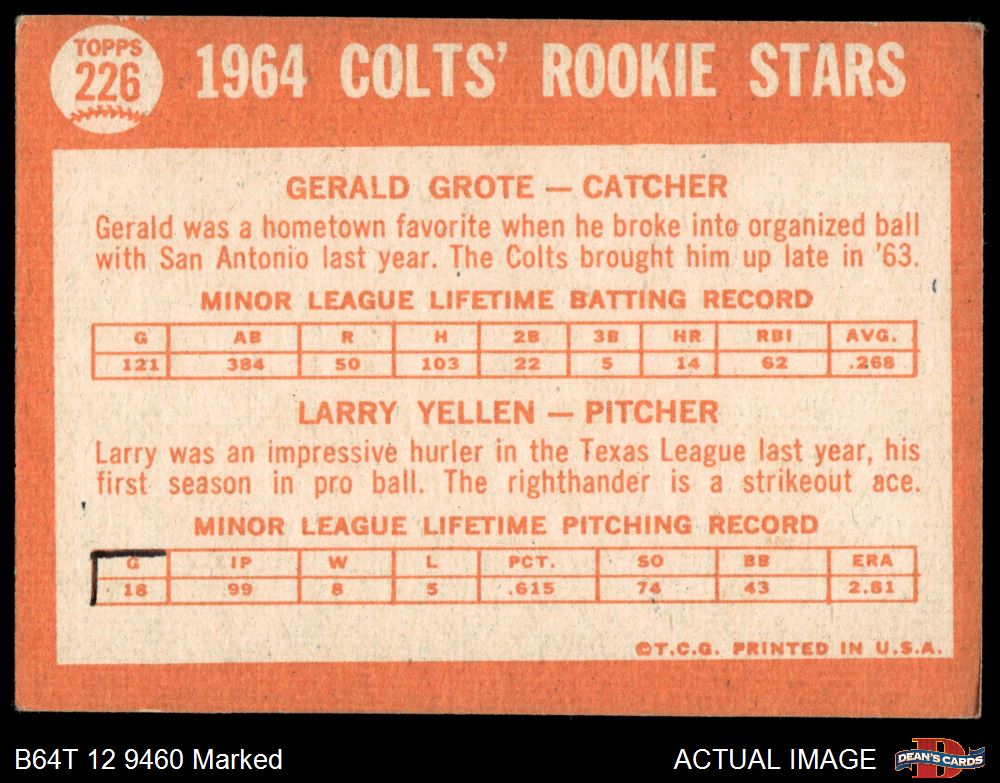 TOPPS
226
1964 COLTS' ROOKIE STARS
GERALD GROTE — CATCHER
Gerald was a hometown favorite when he broke into organized ball
with San Antonio last year. The Colts brought him up late in '63.
MINOR LEAGUE LIFETIME BATTING RECORD
G AB R H 2B 3B HR RBI AVG.
121 384 50 103 22 5 14 62 .268
LARRY YELLEN — PITCHER
Larry was an impressive hurler in the Texas League last year, his
first season in pro ball. The righthander is a strikeout ace.
MINOR LEAGUE LIFETIME PITCHING RECORD
G IP W L PCT. SO BB ERA
18 99 8 5 .615 74 43 2.81
©T.C.G. PRINTED IN U.S.A.
B64T 12 9460 Marked
ACTUAL IMAGE
D
DEAN'S CARDS